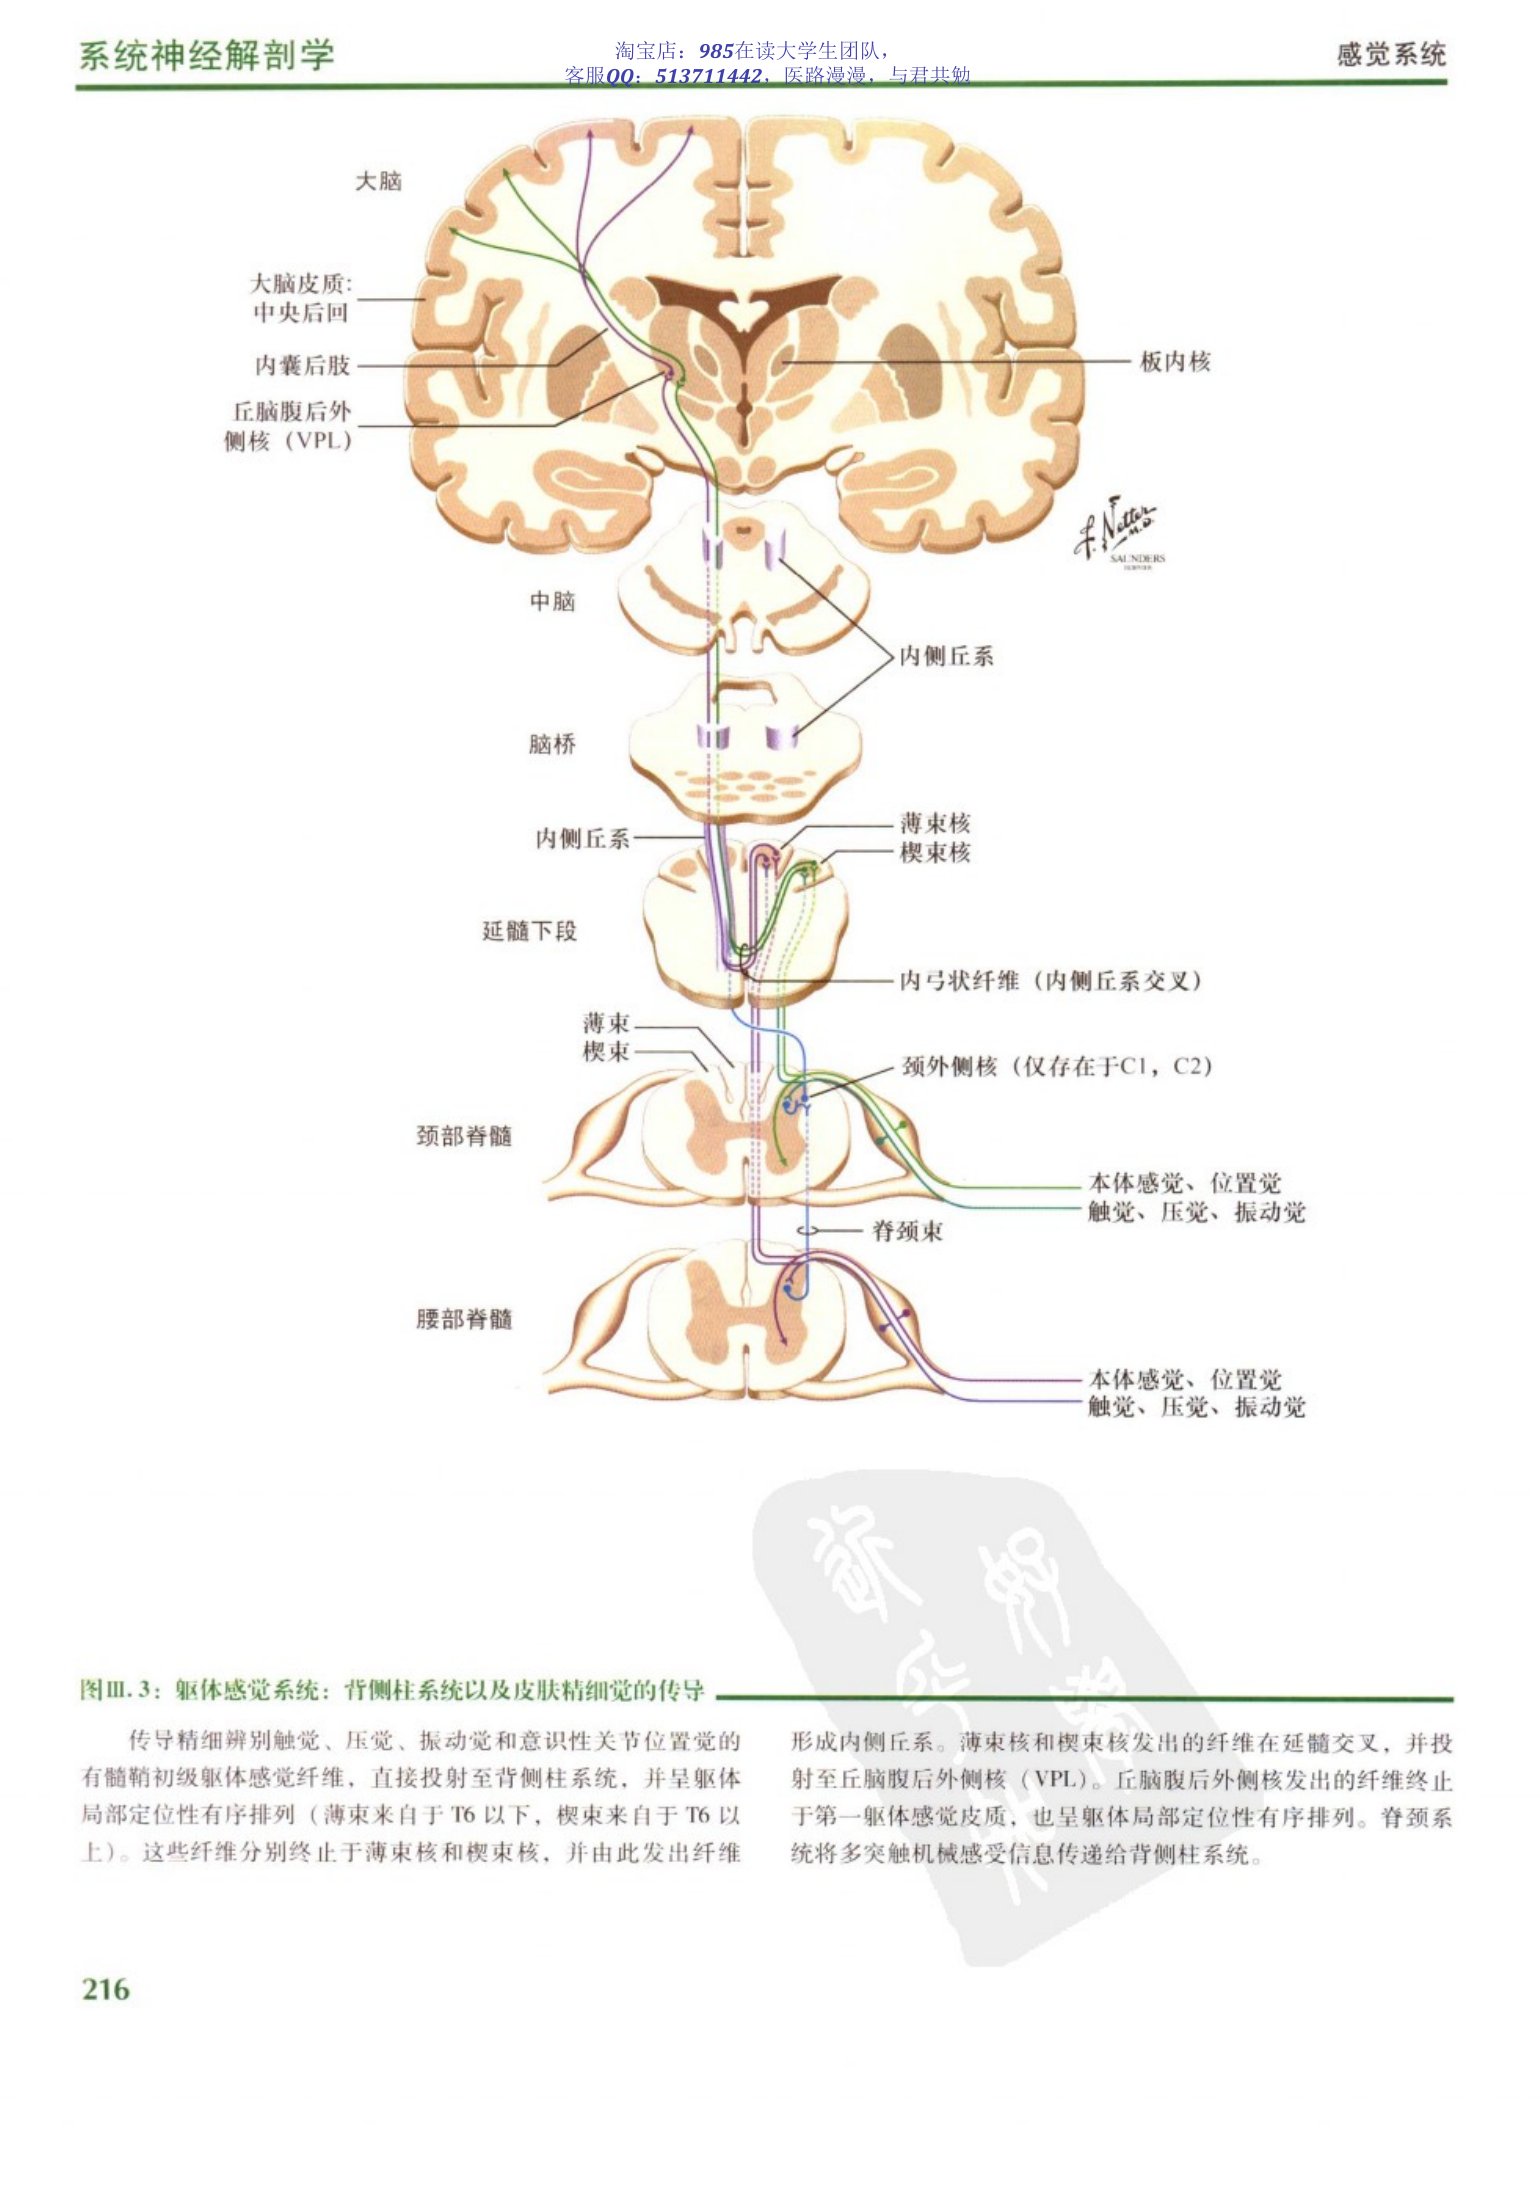 系统神经解剖学
淘宝店：985在读大学生团队，
客服QQ：513711442，医路漫漫，与君共勉
感觉系统
大脑
大脑皮质：
中央后回
内囊后肢
丘脑腹后外
侧核（VPL）
板内核
F. Netter M.D.
SAUNDERS
中脑
内侧丘系
脑桥
内侧丘系
薄束核
楔束核
延髓下段
内弓状纤维（内侧丘系交叉）
薄束
楔束
颈外侧核（仅存在于C1，C2）
颈部脊髓
本体感觉、位置觉
触觉、压觉、振动觉
脊颈束
腰部脊髓
本体感觉、位置觉
触觉、压觉、振动觉
图Ⅲ.3：躯体感觉系统：背侧柱系统以及皮肤精细觉的传导
传导精细辨别触觉、压觉、振动觉和意识性关节位置觉的
有髓鞘初级躯体感觉纤维，直接投射至背侧柱系统，并呈躯体
局部定位性有序排列（薄束来自于 T6 以下，楔束来自于 T6 以
上）。这些纤维分别终止于薄束核和楔束核，并由此发出纤维
形成内侧丘系。薄束核和楔束核发出的纤维在延髓交叉，并投
射至丘脑腹后外侧核（VPL）。丘脑腹后外侧核发出的纤维终止
于第一躯体感觉皮质，也呈躯体局部定位性有序排列。脊颈系
统将多突触机械感受信息传递给背侧柱系统。
216